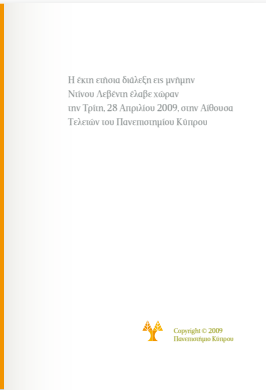 Η έκτη ετήσια διάλεξη εις μνήμην
Ντίνου Λεβέντη έλαβε χώραν
την Τρίτη, 28 Απριλίου 2009, στην Αίθουσα
Τελετών του Πανεπιστημίου Κύπρου
Copyright © 2009
Πανεπιστήμιο Κύπρου